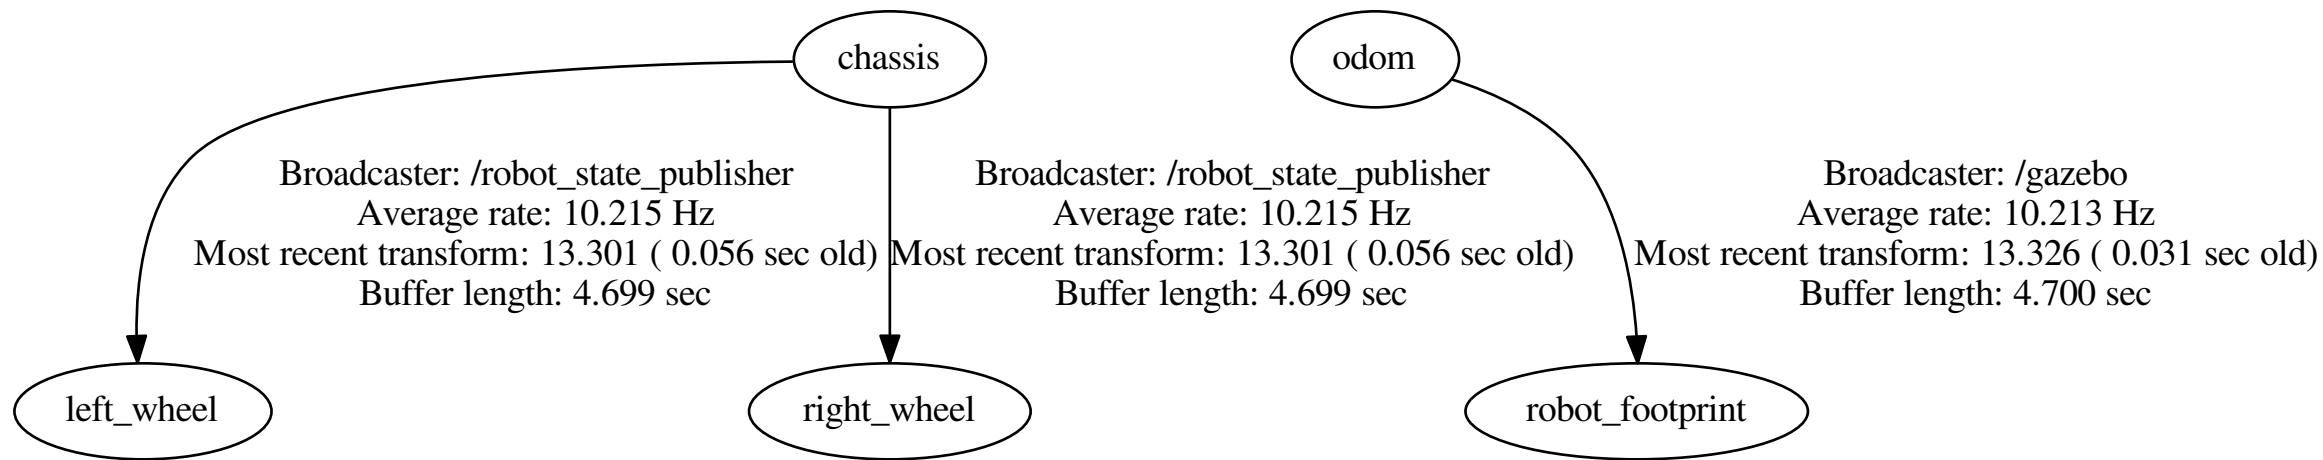 chassis
odom
Broadcaster: /robot_state_publisher
Average rate: 10.215 Hz
Most recent transform: 13.301 ( 0.056 sec old)
Buffer length: 4.699 sec
Broadcaster: /robot_state_publisher
Average rate: 10.215 Hz
Most recent transform: 13.301 ( 0.056 sec old)
Buffer length: 4.699 sec
Broadcaster: /gazebo
Average rate: 10.213 Hz
Most recent transform: 13.326 ( 0.031 sec old)
Buffer length: 4.700 sec
left_wheel
right_wheel
robot_footprint